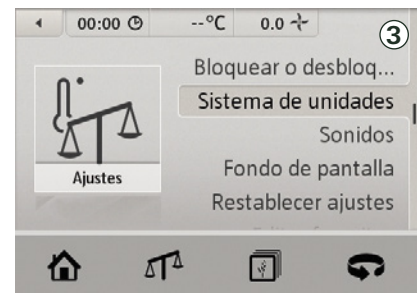 00:00 --°C 0.0
3
Bloquear o desbloq...
Sistema de unidades
Sonidos
Fondo de pantalla
Restablecer ajustes
Ajustes